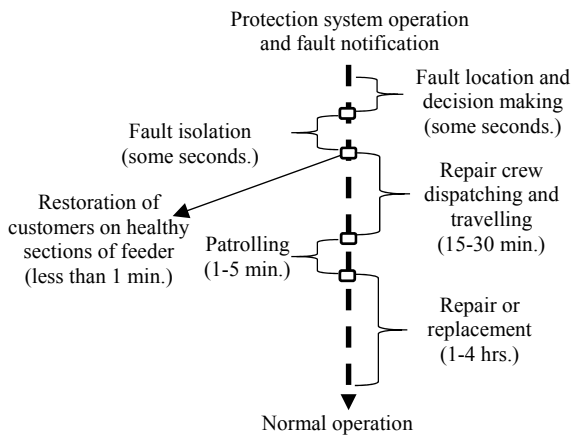 Protection system operation
and fault notification
Fault location and
decision making
(some seconds.)
Fault isolation
(some seconds.)
Restoration of
customers on healthy
sections of feeder
(less than 1 min.)
Repair crew
dispatching and
travelling
(15-30 min.)
Patrolling
(1-5 min.)
Repair or
replacement
(1-4 hrs.)
Normal operation